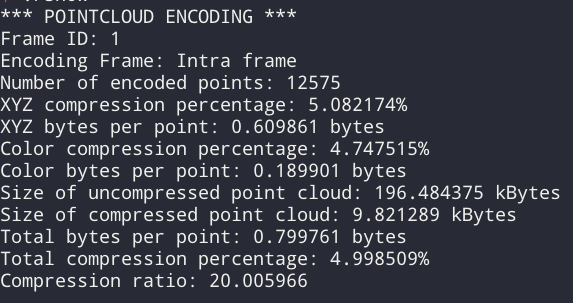 *** POINTCLOUD ENCODING ***
Frame ID: 1
Encoding Frame: Intra frame
Number of encoded points: 12575
XYZ compression percentage: 5.082174%
XYZ bytes per point: 0.609861 bytes
Color compression percentage: 4.747515%
Color bytes per point: 0.189901 bytes
Size of uncompressed point cloud: 196.484375 kBytes
Size of compressed point cloud: 9.821289 kBytes
Total bytes per point: 0.799761 bytes
Total compression percentage: 4.998509%
Compression ratio: 20.005966